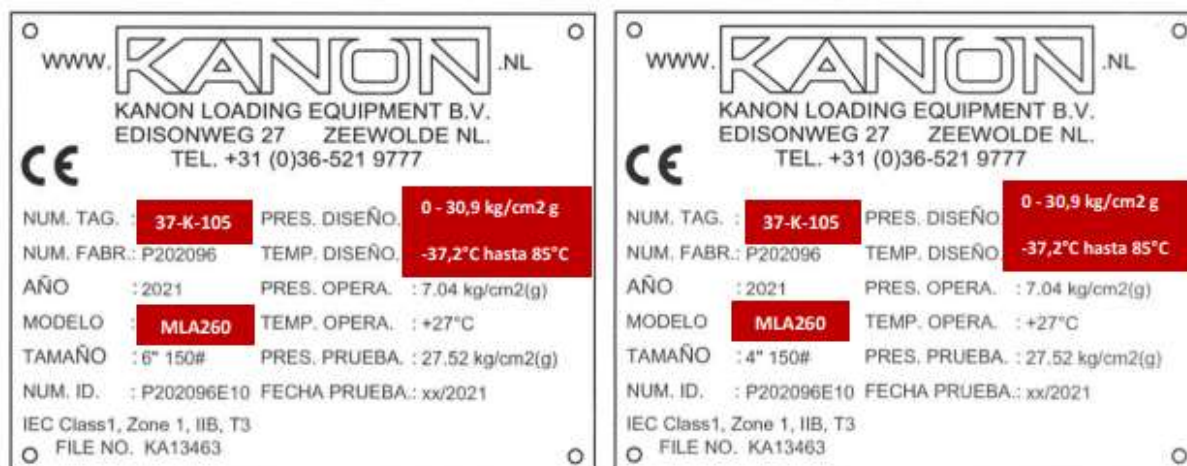 WWW. KANON .NL
KANON LOADING EQUIPMENT B.V.
EDISONWEG 27 ZEEWOLDE NL.
TEL. +31 (0)36-521 9777
CE
NUM. TAG. : 37-K-105 PRES. DISEÑO. 0 - 30,9 kg/cm2 g
NUM. FABR.: P202096 TEMP. DISEÑO. -37,2°C hasta 85°C
AÑO : 2021 PRES. OPERA. : 7.04 kg/cm2(g)
MODELO : MLA260 TEMP. OPERA. : +27°C
TAMAÑO : 6" 150# PRES. PRUEBA. : 27.52 kg/cm2(g)
NUM. ID. : P202096E10 FECHA PRUEBA.: xx/2021
IEC Class1, Zone 1, IIB, T3
FILE NO. KA13463
WWW. KANON .NL
KANON LOADING EQUIPMENT B.V.
EDISONWEG 27 ZEEWOLDE NL.
TEL. +31 (0)36-521 9777
CE
NUM. TAG. : 37-K-105 PRES. DISEÑO 0 - 30,9 kg/cm2 g
NUM. FABR.: P202096 TEMP. DISEÑO. -37,2°C hasta 85°C
AÑO : 2021 PRES. OPERA. : 7.04 kg/cm2(g)
MODELO MLA260 TEMP. OPERA. : +27°C
TAMAÑO : 4" 150# PRES. PRUEBA. : 27.52 kg/cm2(g)
NUM. ID. : P202096E10 FECHA PRUEBA.: xx/2021
IEC Class1, Zone 1, IIB, T3
FILE NO. KA13463